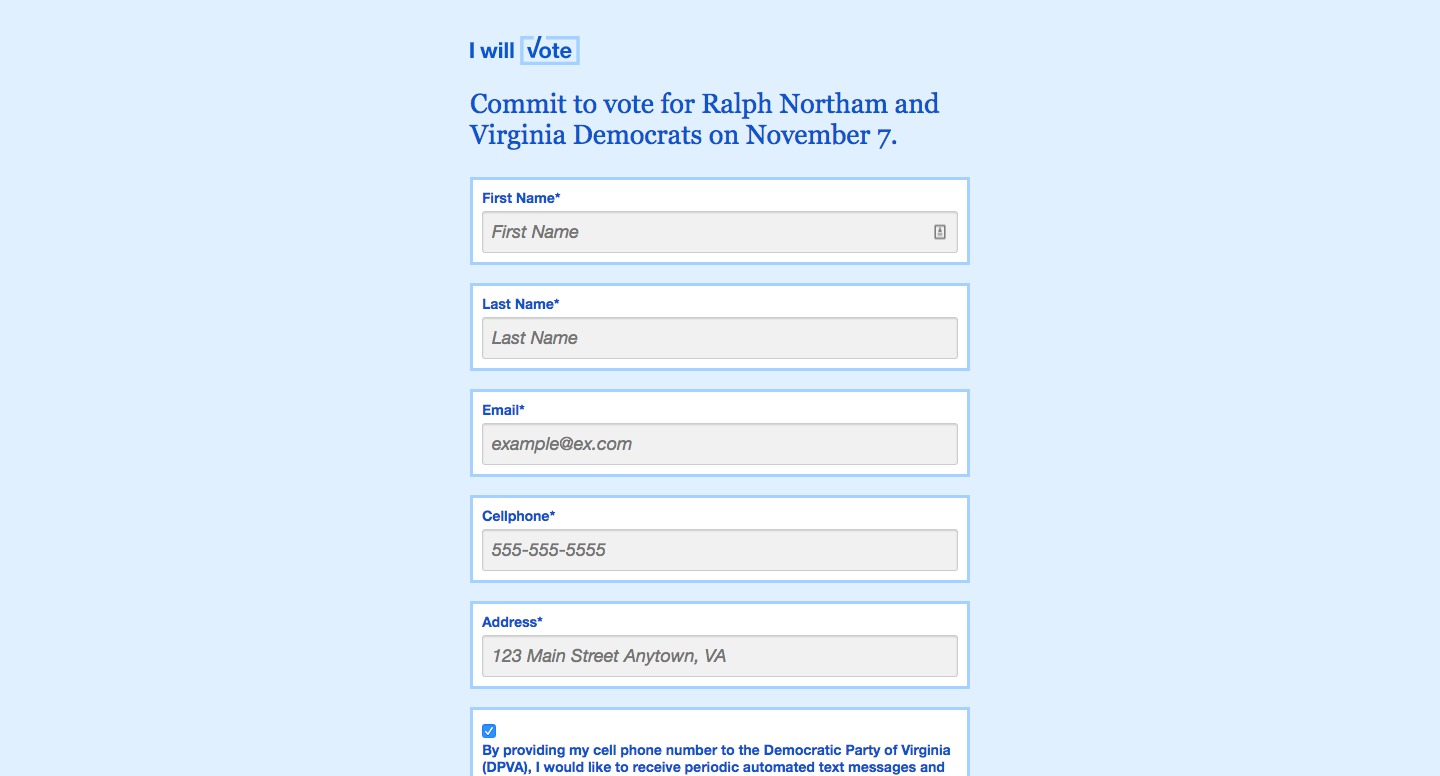 I will vote
Commit to vote for Ralph Northam and
Virginia Democrats on November 7.
First Name*
First Name
Last Name*
Last Name
Email*
example@ex.com
Cellphone*
555-555-5555
Address*
123 Main Street Anytown, VA
By providing my cell phone number to the Democratic Party of Virginia
(DPVA), I would like to receive periodic automated text messages and